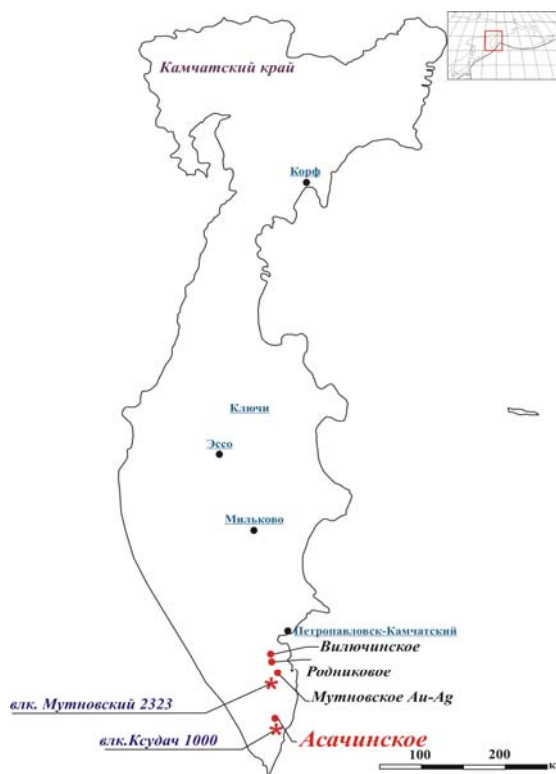 Камчатский край
Корф
Ключи
Эссо
Мильково
Петропавловск-Камчатский
Вилючинское
Родниковое
Мутновское Au-Ag
влк. Мутновский 2323
влк.Ксудач 1000
Асачинское
100
200